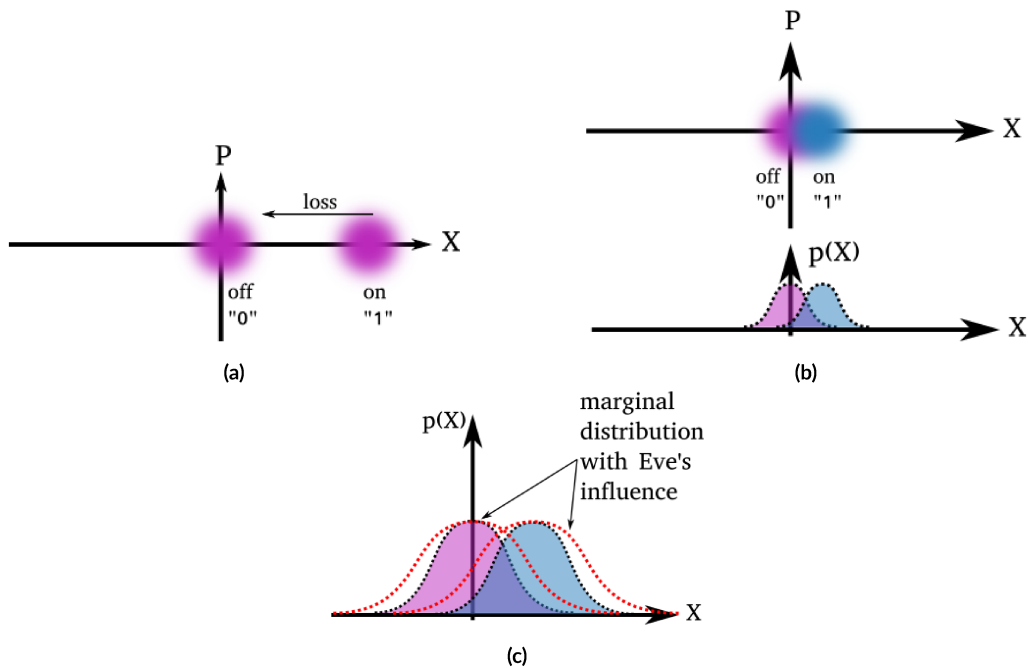 P
loss
X
off
on
"0"
"1"
(a)
P
X
off
on
"0"
"1"
p(X)
X
(b)
marginal
distribution
with Eve's
influence
p(X)
X
(c)